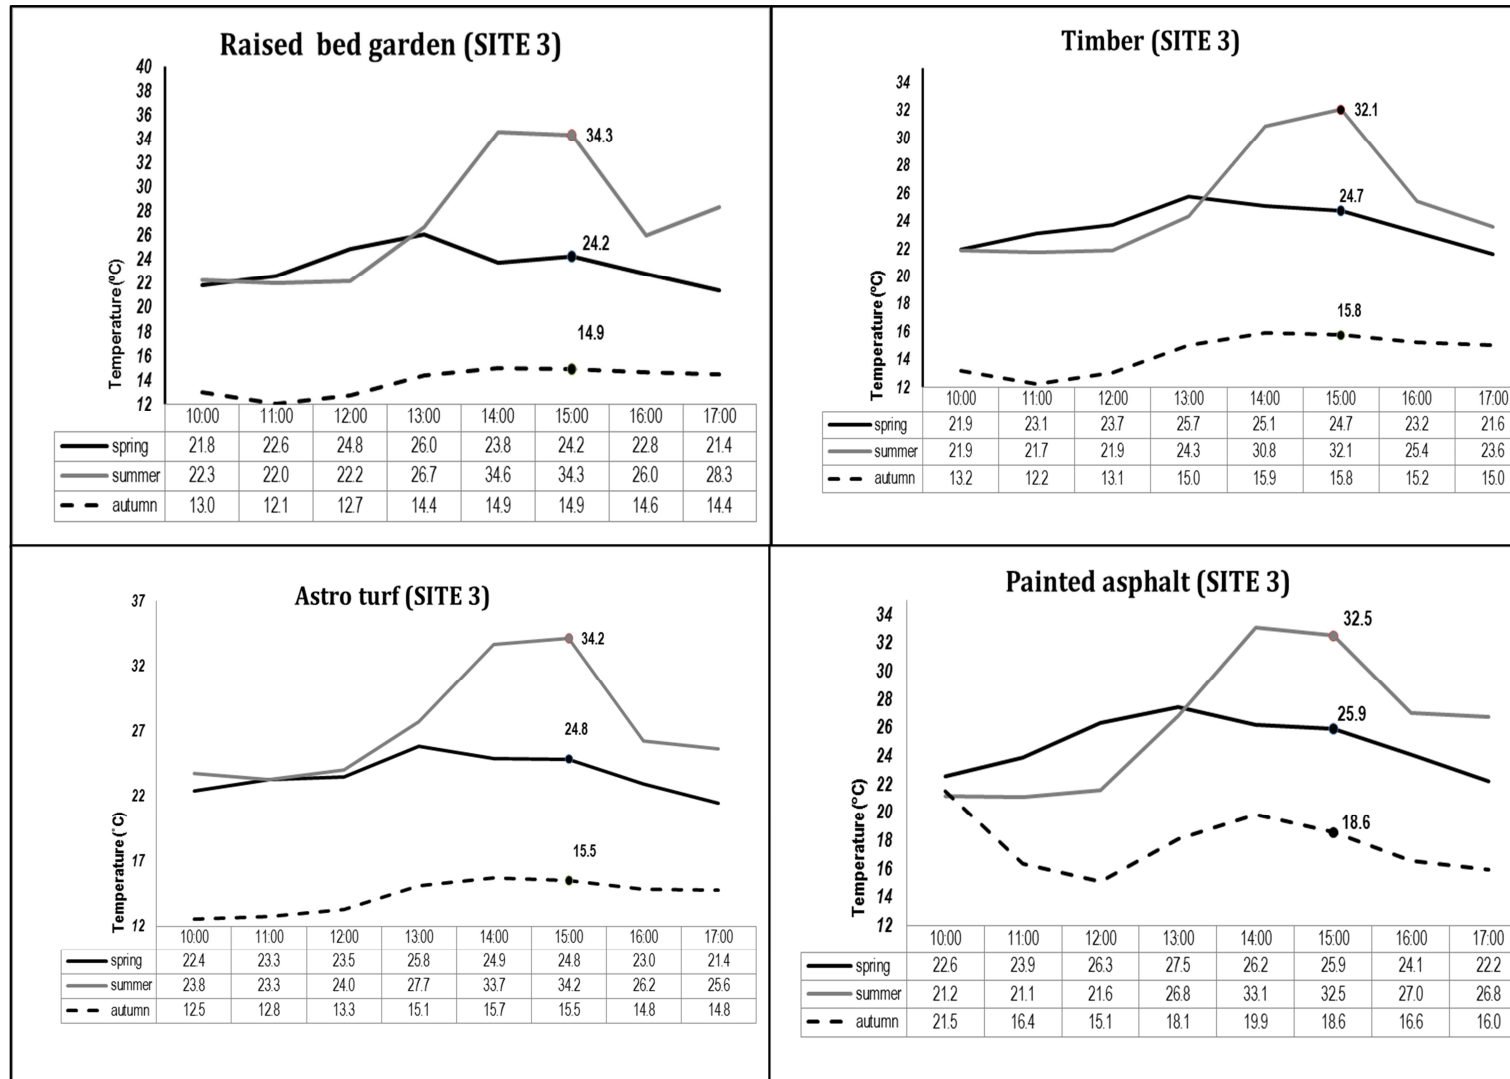 Raised bed garden (SITE 3)
40
38
36
34
32
30
28
26
24
22
20
18
16
14
12
Temperature (°C)
34.3
24.2
14.9
10:00 11:00 12:00 13:00 14:00 15:00 16:00 17:00
spring 21.8 22.6 24.8 26.0 23.8 24.2 22.8 21.4
summer 22.3 22.0 22.2 26.7 34.6 34.3 26.0 28.3
autumn 13.0 12.1 12.7 14.4 14.9 14.9 14.6 14.4
Timber (SITE 3)
34
32
30
28
26
24
22
20
18
16
14
12
Temperature (°C)
32.1
24.7
15.8
10:00 11:00 12:00 13:00 14:00 15:00 16:00 17:00
spring 21.9 23.1 23.7 25.7 25.1 24.7 23.2 21.6
summer 21.9 21.7 21.9 24.3 30.8 32.1 25.4 23.6
autumn 13.2 12.2 13.1 15.0 15.9 15.8 15.2 15.0
Astro turf (SITE 3)
37
32
27
22
17
12
Temperature (°C)
34.2
24.8
15.5
10:00 11:00 12:00 13:00 14:00 15:00 16:00 17:00
spring 22.4 23.3 23.5 25.8 24.9 24.8 23.0 21.4
summer 23.8 23.3 24.0 27.7 33.7 34.2 26.2 25.6
autumn 12.5 12.8 13.3 15.1 15.7 15.5 14.8 14.8
Painted asphalt (SITE 3)
34
32
30
28
26
24
22
20
18
16
14
12
Temperature (°C)
32.5
25.9
18.6
10:00 11:00 12:00 13:00 14:00 15:00 16:00 17:00
spring 22.6 23.9 26.3 27.5 26.2 25.9 24.1 22.2
summer 21.2 21.1 21.6 26.8 33.1 32.5 27.0 26.8
autumn 21.5 16.4 15.1 18.1 19.9 18.6 16.6 16.0